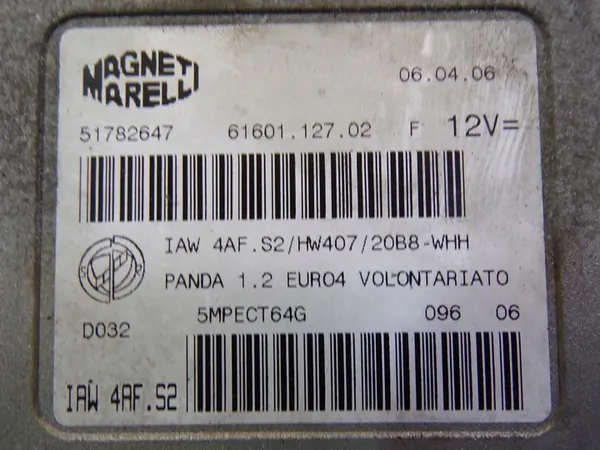 MAGNETI MARELLI 06.04.06
51782647 61601.127.02 F 12V=
IAW 4AF.S2/HW407/20B8-WHH
PANDA 1.2 EURO4 VOLONTARIATO
D032 5MPECT64G 096 06
IAW 4AF.S2